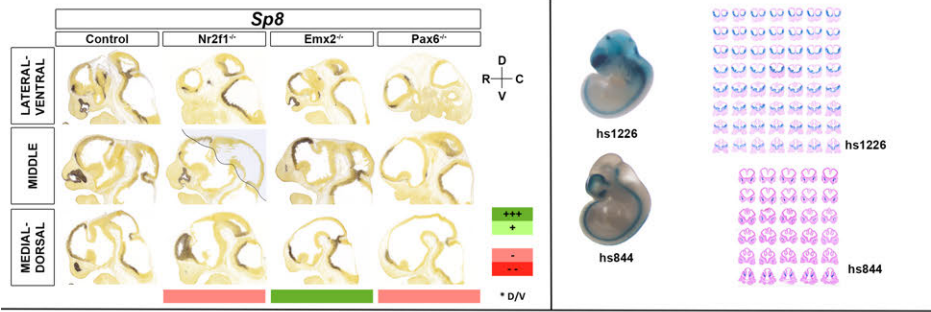 Sp8
Control
Nr2f1-/-
Emx2-/-
Pax6-/-
LATERAL-
VENTRAL
D
R
C
V
MIDDLE
MEDIAL-
DORSAL
+++
+
-
--
* D/V
hs1226
hs1226
hs844
hs844